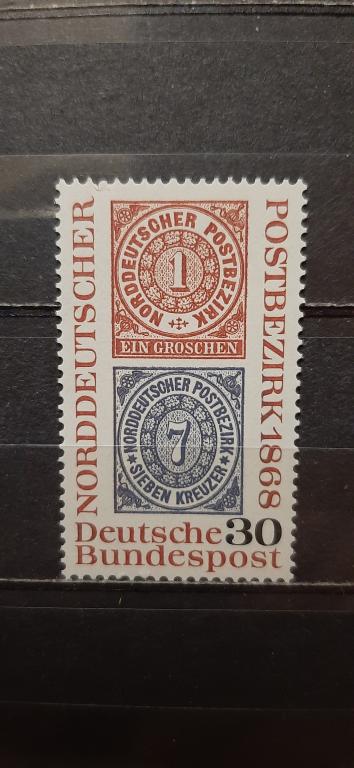 NORDDEUTSCHER
POSTBEZIRK 1868
NORDDEUTSCHER POSTBEZIRK
1
EIN GROSCHEN
NORDDEUTSCHER POSTBEZIRK
7
SIEBEN KREUZER
Deutsche 30
Bundespost